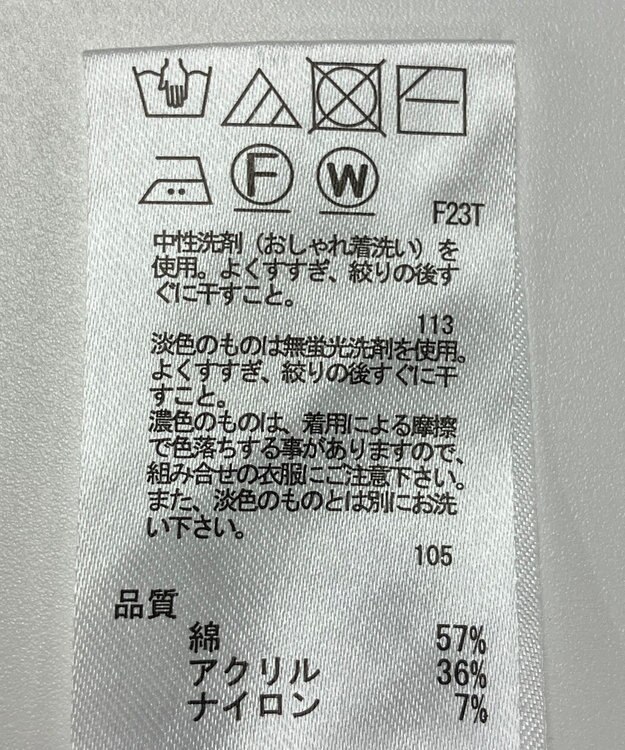 F W
F23T
中性洗剤（おしゃれ着洗い）を
使用。よくすすぎ、絞りの後す
ぐに干すこと。
113
淡色のものは無蛍光洗剤を使用。
よくすすぎ、絞りの後すぐに干
すこと。
濃色のものは、着用による摩擦
で色落ちする事がありますので、
組み合せの衣服にご注意下さい。
また、淡色のものとは別にお洗
い下さい。
105
品質
綿 57%
アクリル 36%
ナイロン 7%